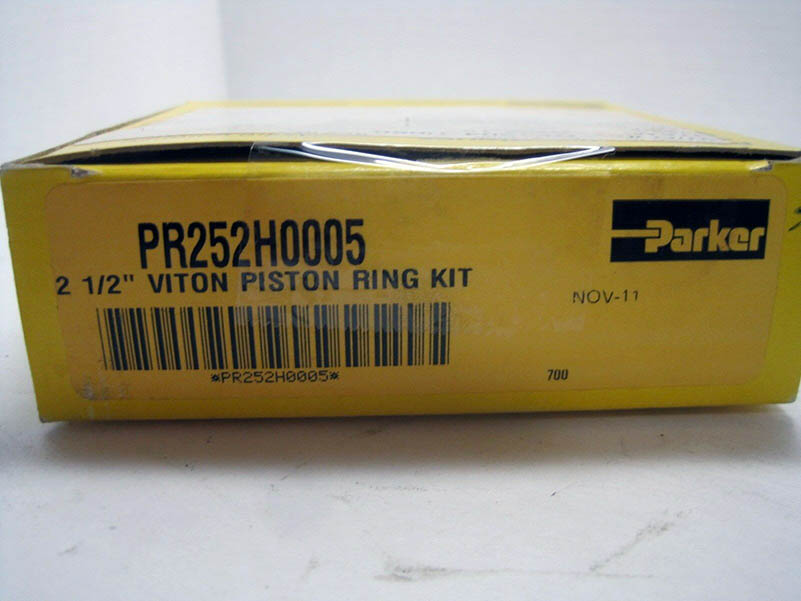 PR252H0005
2 1/2" VITON PISTON RING KIT
Parker
NOV-11
*PR252H0005*
700